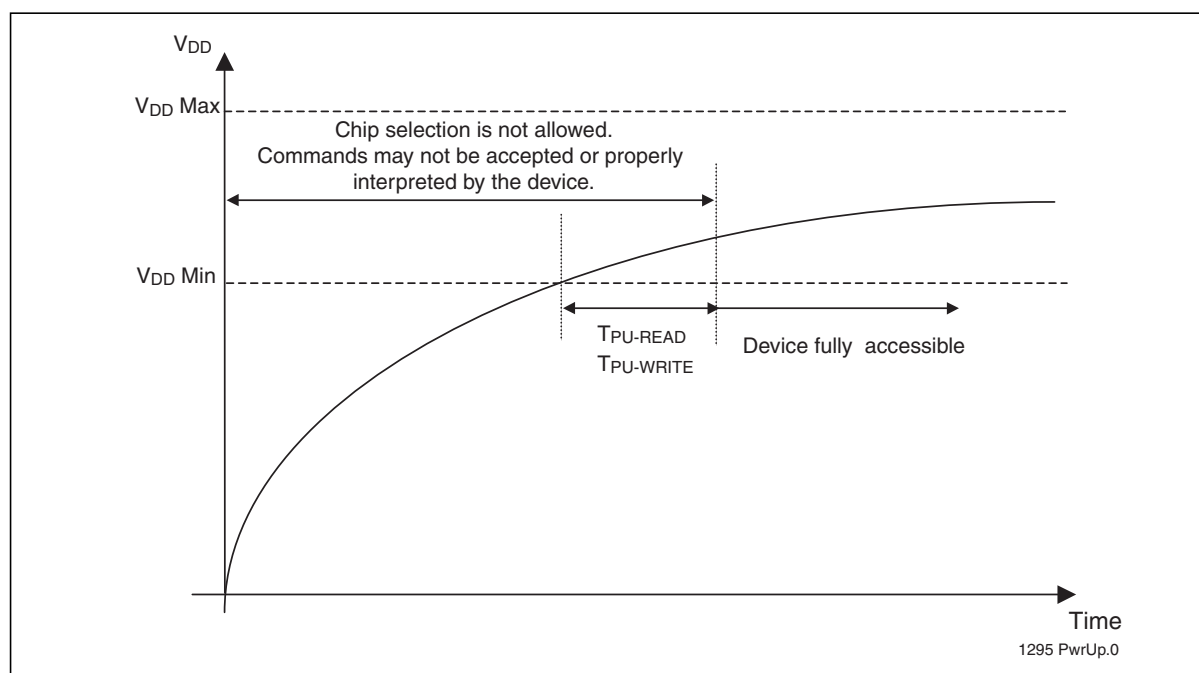 VDD
VDD Max
Chip selection is not allowed.
Commands may not be accepted or properly
interpreted by the device.
VDD Min
TPU-READ
TPU-WRITE
Device fully accessible
Time
1295 PwrUp.0